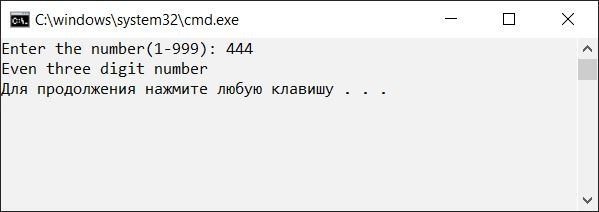 C:\windows\system32\cmd.exe
Enter the number(1-999): 444
Even three digit number
Для продолжения нажмите любую клавишу . . .